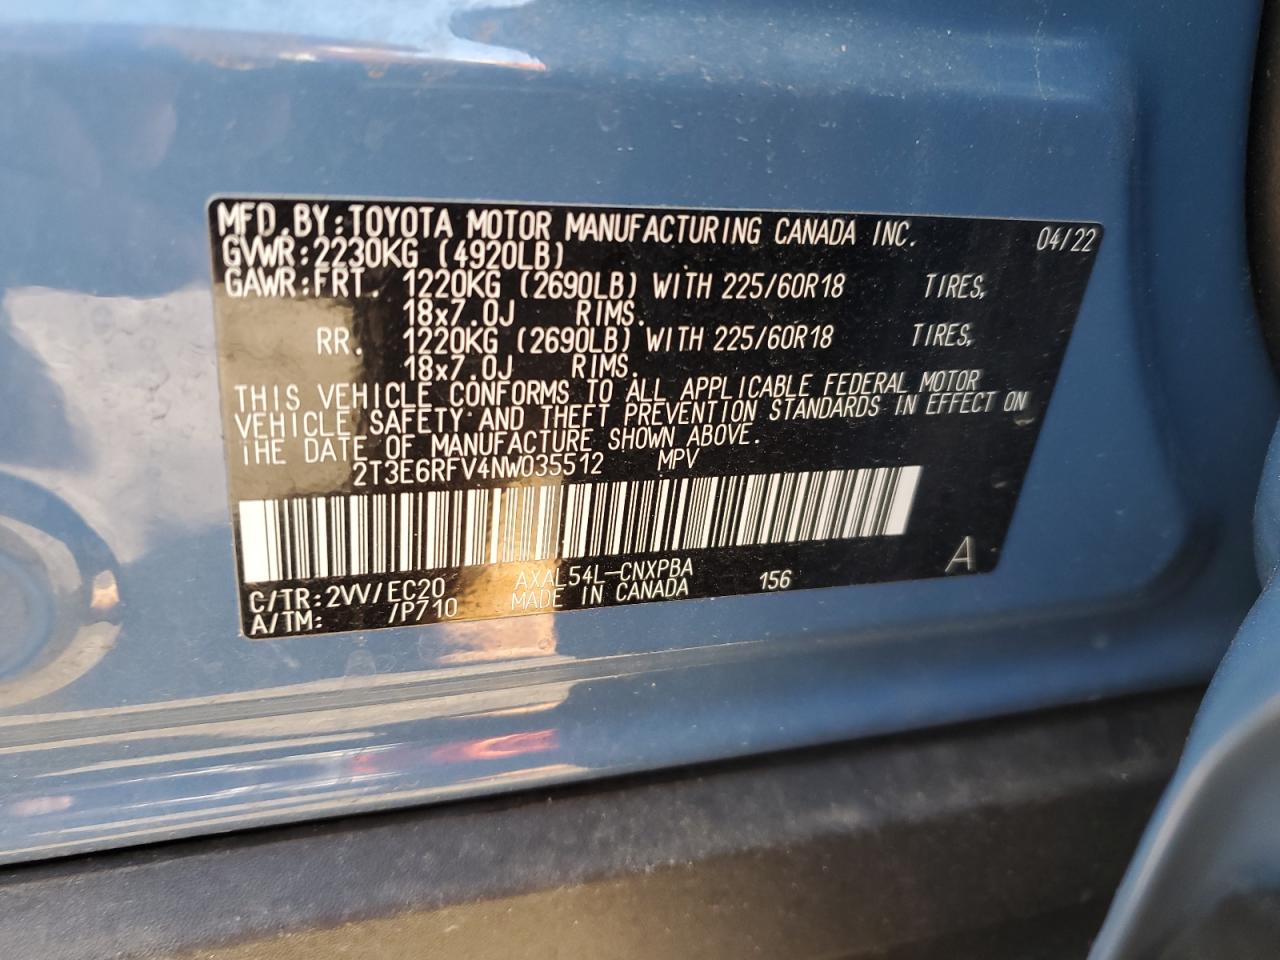 MFD.BY:TOYOTA MOTOR MANUFACTURING CANADA INC. 04/22
GVWR:2230KG (4920LB)
GAWR:FRT. 1220KG (2690LB) WITH 225/60R18 TIRES,
18x7.0J RIMS.
RR. 1220KG (2690LB) WITH 225/60R18 TIRES,
18x7.0J RIMS.
THIS VEHICLE CONFORMS TO ALL APPLICABLE FEDERAL MOTOR
VEHICLE SAFETY AND THEFT PREVENTION STANDARDS IN EFFECT ON
THE DATE OF MANUFACTURE SHOWN ABOVE.
2T3E6RFV4NW035512 MPV
A
C/TR:2VV/EC20 AXAL54L-CNXPBA 156
A/TM: /P710 MADE IN CANADA